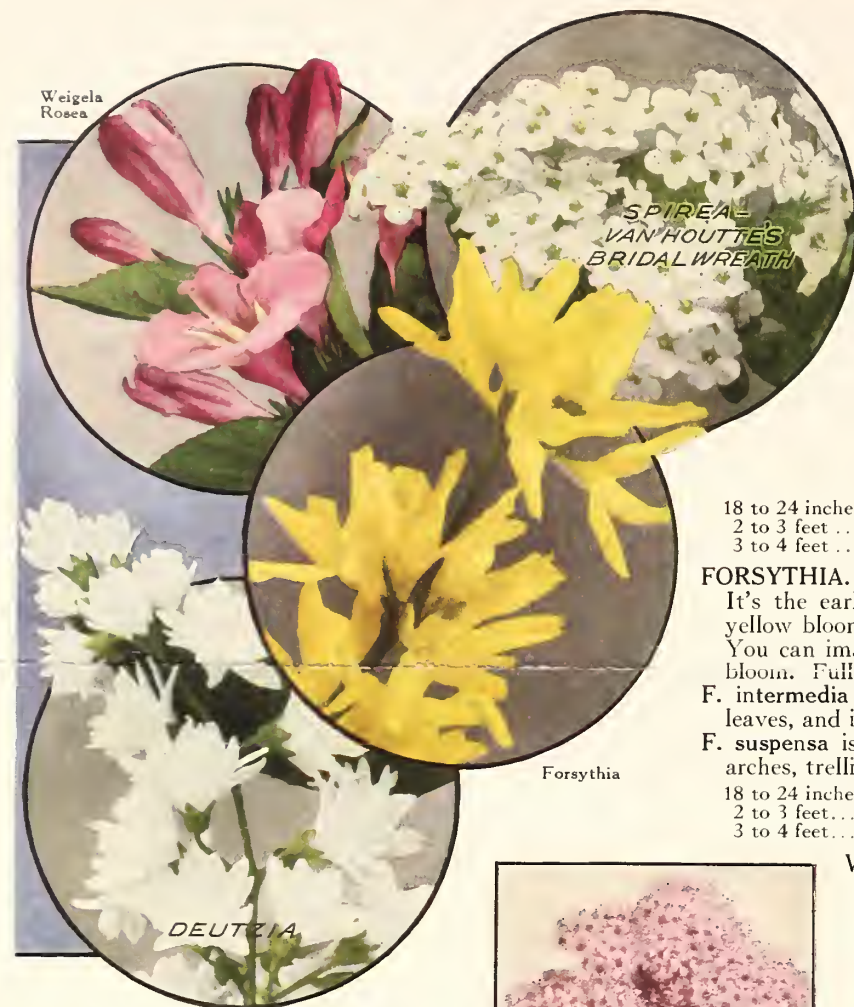 Weigela
Rosea
SPIREA—
VAN HOUTTE'S
BRIDAL WREATH
18 to 24 inche
2 to 3 feet ..
3 to 4 feet ..
FORSYTHIA.
It's the earl
yellow bloom
You can ima
bloom. Full
F. intermedia
leaves, and i
F. suspensa is
arches, trelli
18 to 24 inche
2 to 3 feet...
3 to 4 feet...
Forsythia
DEUTZIA